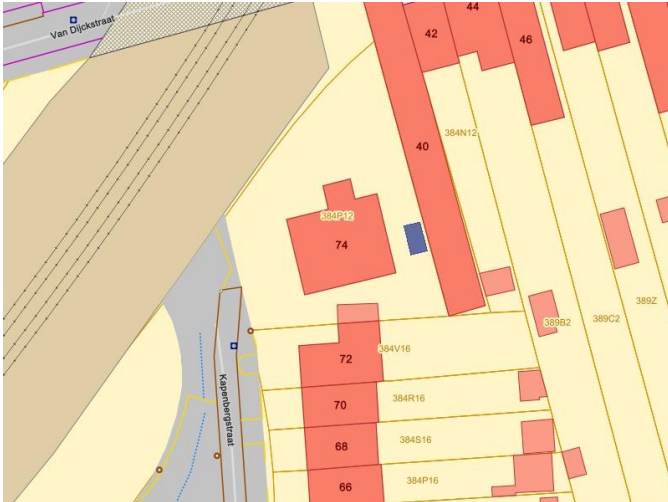 Van Dijckstraat
42
44
46
40
384N12
384P12
74
389Z
389C2
389B2
72
384V16
70
384R16
Kapenbergstraat
68
384S16
66
384P16